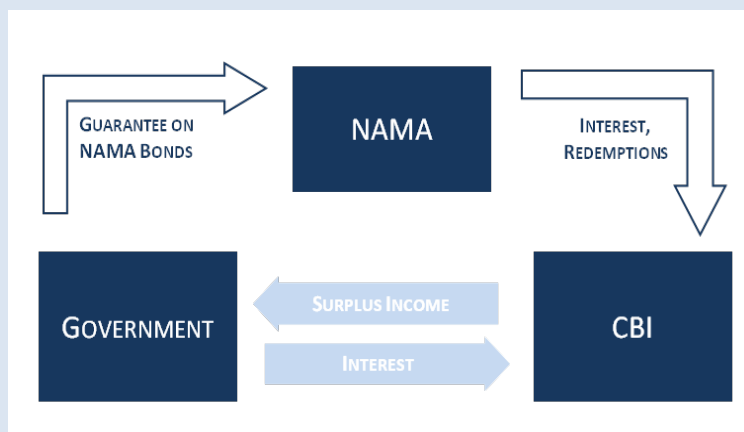 GUARANTEE ON
NAMA BONDS
NAMA
INTEREST,
REDEMPTIONS
GOVERNMENT
SURPLUS INCOME
INTEREST
CBI